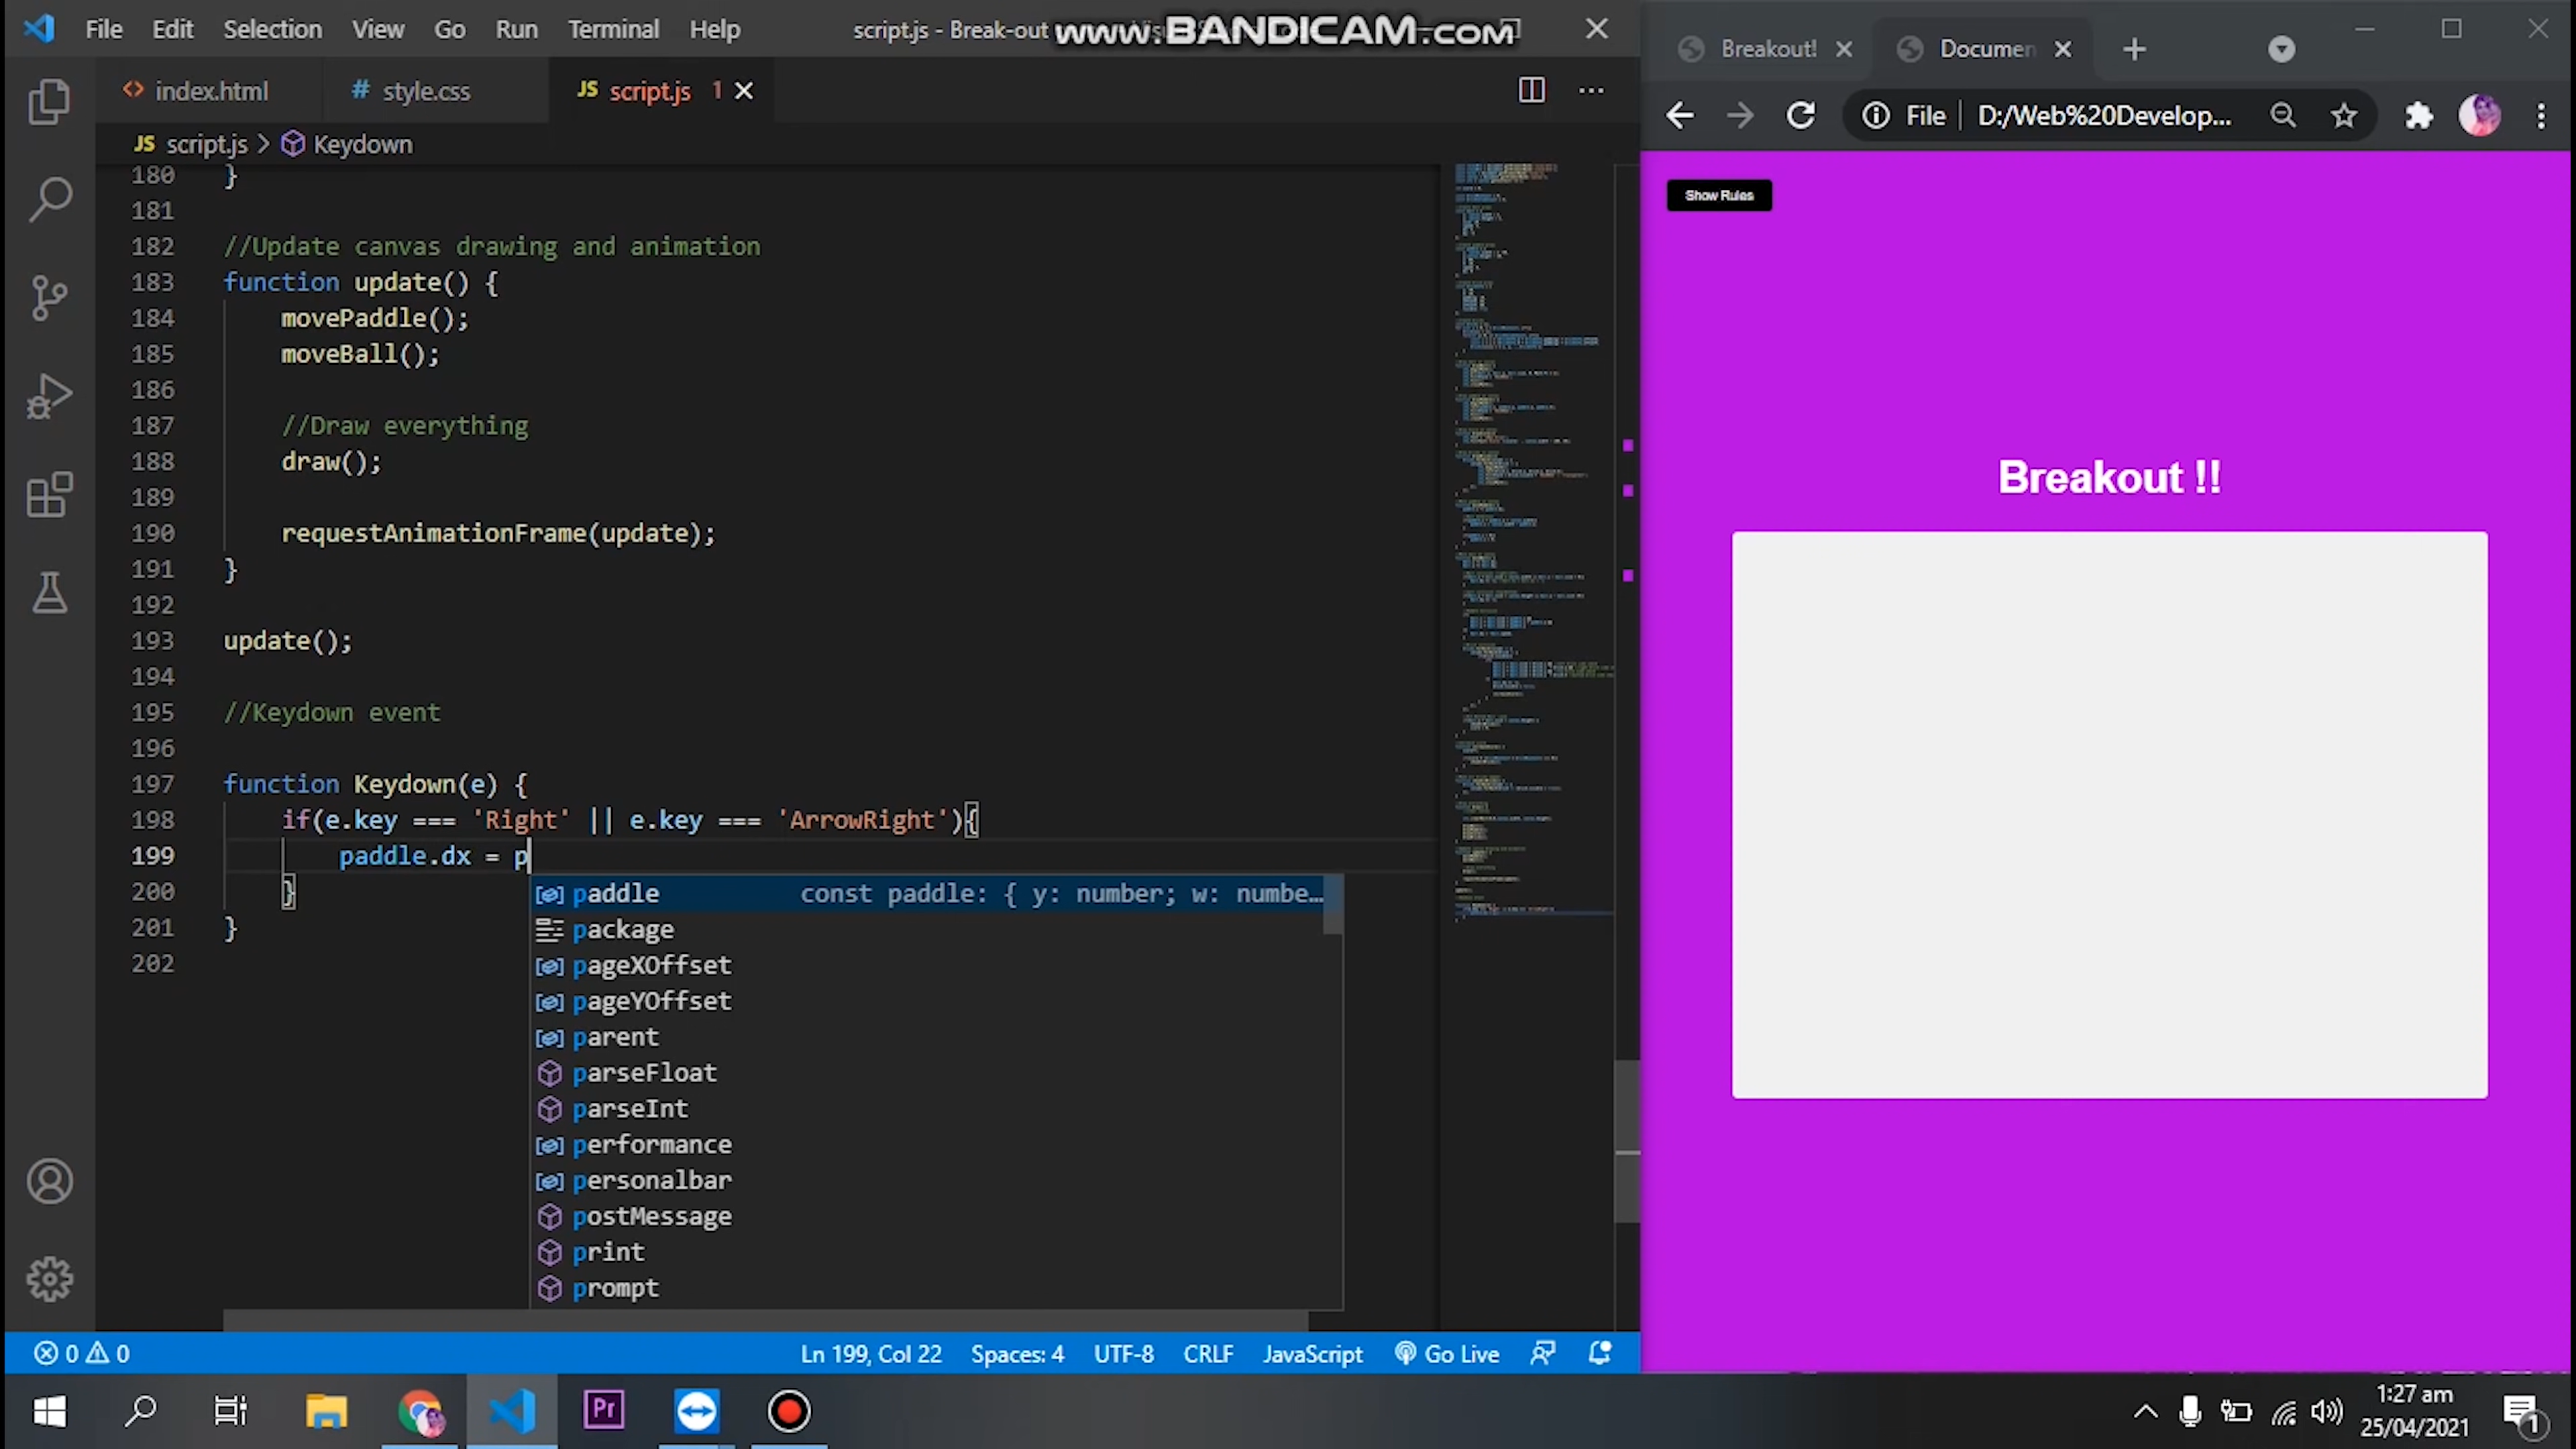 File Edit Selection View Go Run Terminal Help script.js - Break-out
www.BANDICAM.com
index.html style.css JS script.js 1
JS script.js > Keydown
180 }
181
182 //Update canvas drawing and animation
183 function update() {
184 movePaddle();
185 moveBall();
186
187 //Draw everything
188 draw();
189
190 requestAnimationFrame(update);
191 }
192
193 update();
194
195 //Keydown event
196
197 function Keydown(e) {
198 if(e.key === 'Right' || e.key === 'ArrowRight'){
199 paddle.dx = p
200 }
201 }
202
paddle const paddle: { y: number; w: numbe…
package
pageXOffset
pageYOffset
parent
parseFloat
parseInt
performance
personalbar
postMessage
print
prompt
0 0 Ln 199, Col 22 Spaces: 4 UTF-8 CRLF JavaScript Go Live
Breakout! Documen
File D:/Web%20Develop...
Show Rules
Breakout !!
Pr
1:27 am
25/04/2021
1